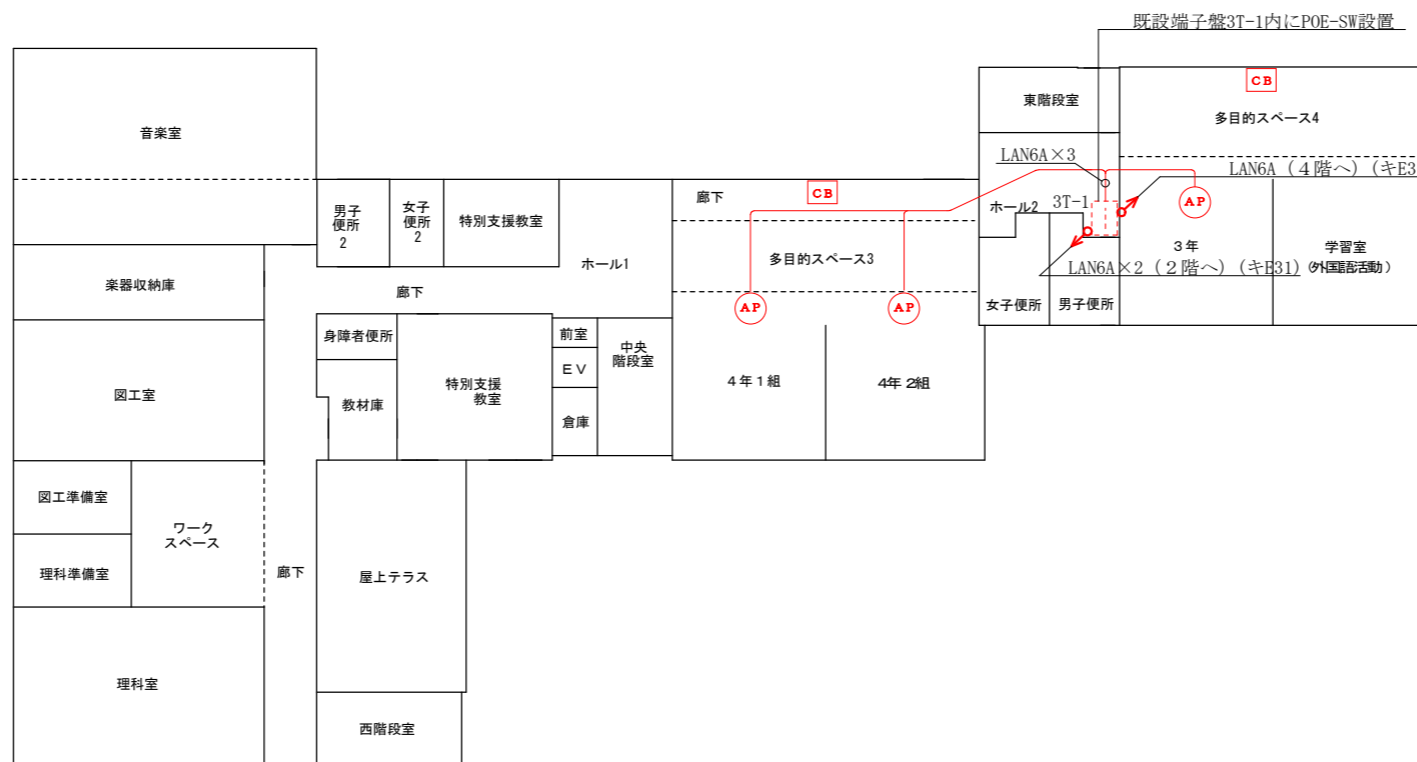 既設端子盤3T-1内にPOE-SW設置
CB
東階段室
多目的スペース4
音楽室
LAN6A×3
LAN6A（４階へ）（キE3
廊下
CB
男子
便所
2
女子
便所
2
特別支援教室
ホール2
3T-1
AP
ホール1
３年
学習室
（外国語活動）
多目的スペース3
LAN6A×2（２階へ）（キE31）
楽器収納庫
廊下
AP
AP
女子便所
男子便所
身障者便所
前室
中央
階段室
ＥＶ
図工室
教材庫
特別支援
教室
４年１組
4年 2組
倉庫
図工準備室
ワーク
スペース
理科準備室
廊下
屋上テラス
理科室
西階段室